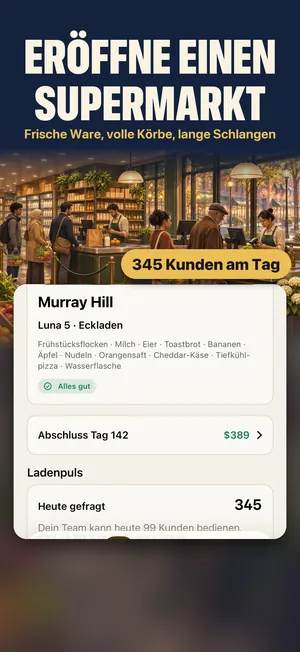 ERÖFFNE EINEN
SUPERMARKT
Frische Ware, volle Körbe, lange Schlangen
345 Kunden am Tag
Murray Hill
Luna 5 · Eckladen
Frühstücksflocken · Milch · Eier · Toastbrot · Bananen ·
Äpfel · Nudeln · Orangensaft · Cheddar-Käse · Tiefkühl-
pizza · Wasserflasche
Alles gut
Abschluss Tag 142
$389
Ladenpuls
Heute gefragt
345
Dein Team kann heute 99 Kunden bedienen.